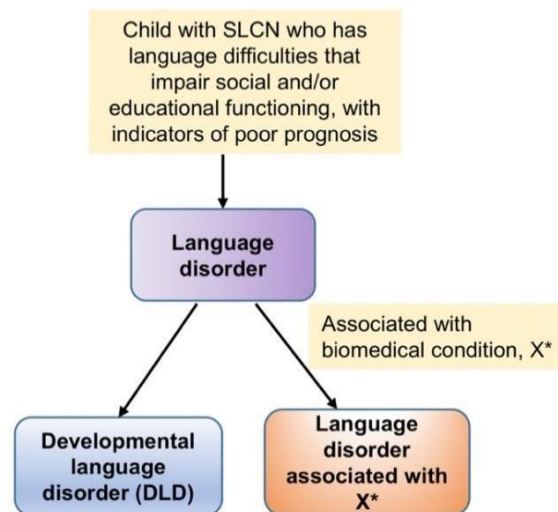 Child with SLCN who has
language difficulties that
impair social and/or
educational functioning, with
indicators of poor prognosis
Language
disorder
Associated with
biomedical condition, X*
Developmental
language
disorder (DLD)
Language
disorder
associated with
X*